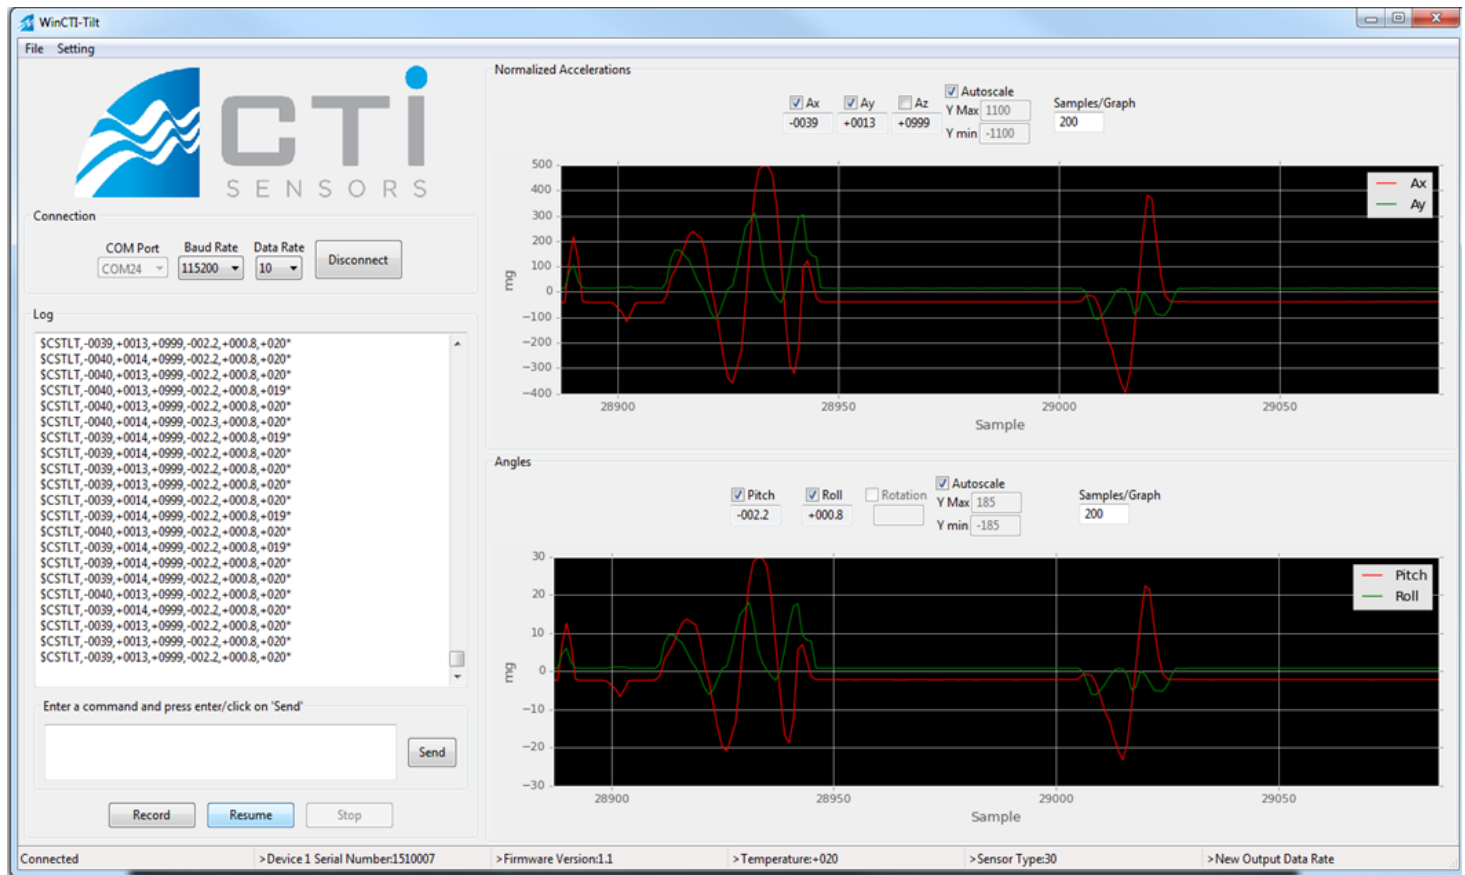 WinCTI-Tilt
File Setting
CTi
SENSORS
Connection
COM Port Baud Rate Data Rate
COM24 115200 10 Disconnect
Log
$CSTLT,-0039,+0013,+0999,-002.2,+000.8,+020*
$CSTLT,-0040,+0014,+0999,-002.2,+000.8,+020*
$CSTLT,-0040,+0013,+0999,-002.2,+000.8,+020*
$CSTLT,-0040,+0013,+0999,-002.2,+000.8,+019*
$CSTLT,-0040,+0013,+0999,-002.2,+000.8,+020*
$CSTLT,-0040,+0014,+0999,-002.3,+000.8,+020*
$CSTLT,-0039,+0014,+0999,-002.2,+000.8,+019*
$CSTLT,-0039,+0014,+0999,-002.2,+000.8,+020*
$CSTLT,-0039,+0013,+0999,-002.2,+000.8,+020*
$CSTLT,-0039,+0013,+0999,-002.2,+000.8,+020*
$CSTLT,-0039,+0014,+0999,-002.2,+000.8,+020*
$CSTLT,-0039,+0014,+0999,-002.2,+000.8,+019*
$CSTLT,-0040,+0013,+0999,-002.2,+000.8,+020*
$CSTLT,-0039,+0014,+0999,-002.2,+000.8,+019*
$CSTLT,-0039,+0014,+0999,-002.2,+000.8,+020*
$CSTLT,-0039,+0014,+0999,-002.2,+000.8,+020*
$CSTLT,-0040,+0013,+0999,-002.2,+000.8,+020*
$CSTLT,-0039,+0014,+0999,-002.2,+000.8,+020*
$CSTLT,-0039,+0013,+0999,-002.2,+000.8,+020*
$CSTLT,-0039,+0013,+0999,-002.2,+000.8,+020*
$CSTLT,-0039,+0013,+0999,-002.2,+000.8,+020*
Enter a command and press enter/click on 'Send'
Send
Record Resume Stop
Normalized Accelerations
Ax Ay Az Autoscale
-0039 +0013 +0999
Y Max 1100
Y min -1100
Samples/Graph
200
500
400
300
200
100
0
−100
−200
−300
−400
mg
28900 28950 29000 29050
Sample
Ax
Ay
Angles
Pitch Roll Rotation Autoscale
-002.2 +000.8
Y Max 185
Y min -185
Samples/Graph
200
30
20
10
0
−10
−20
−30
mg
28900 28950 29000 29050
Sample
Pitch
Roll
Connected >Device 1 Serial Number:1510007 >Firmware Version:1.1 >Temperature:+020 >Sensor Type:30 >New Output Data Rate